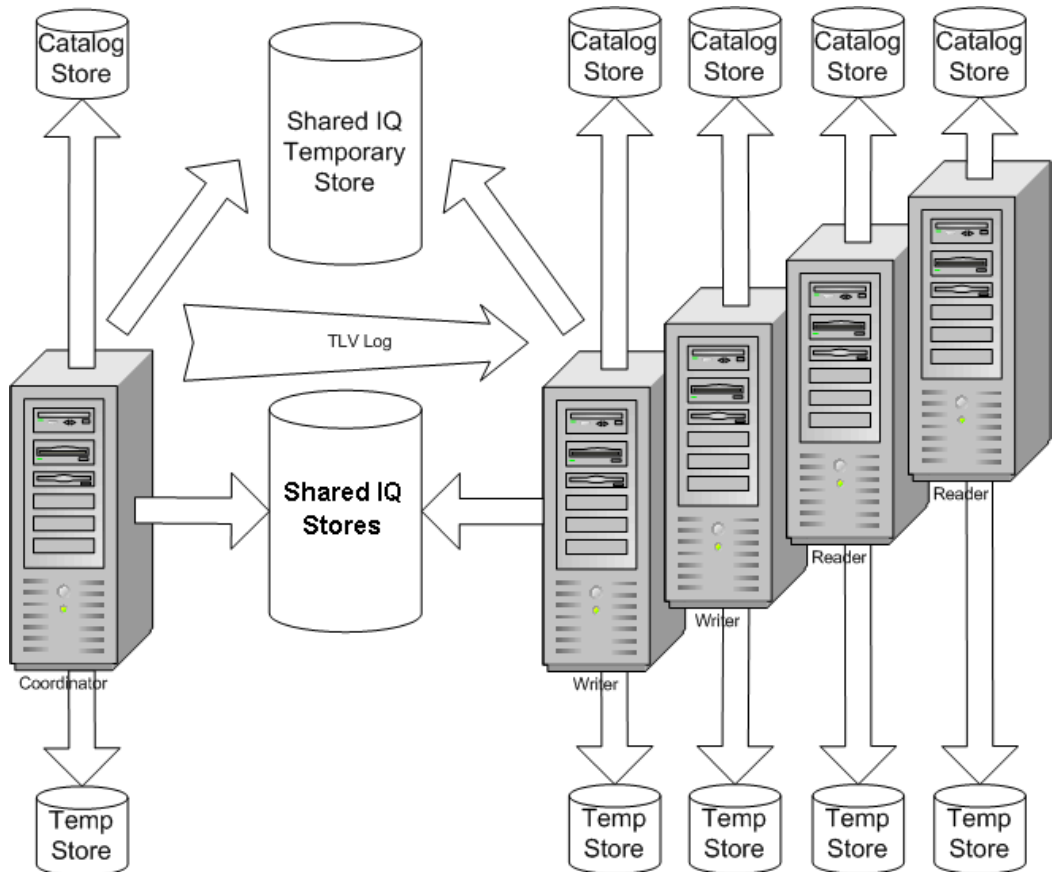 Catalog
Store
Shared IQ
Temporary
Store
Catalog
Store
Catalog
Store
Catalog
Store
Catalog
Store
TLV Log
Shared IQ
Stores
Reader
Reader
Writer
Writer
Coordinator
Temp
Store
Temp
Store
Temp
Store
Temp
Store
Temp
Store